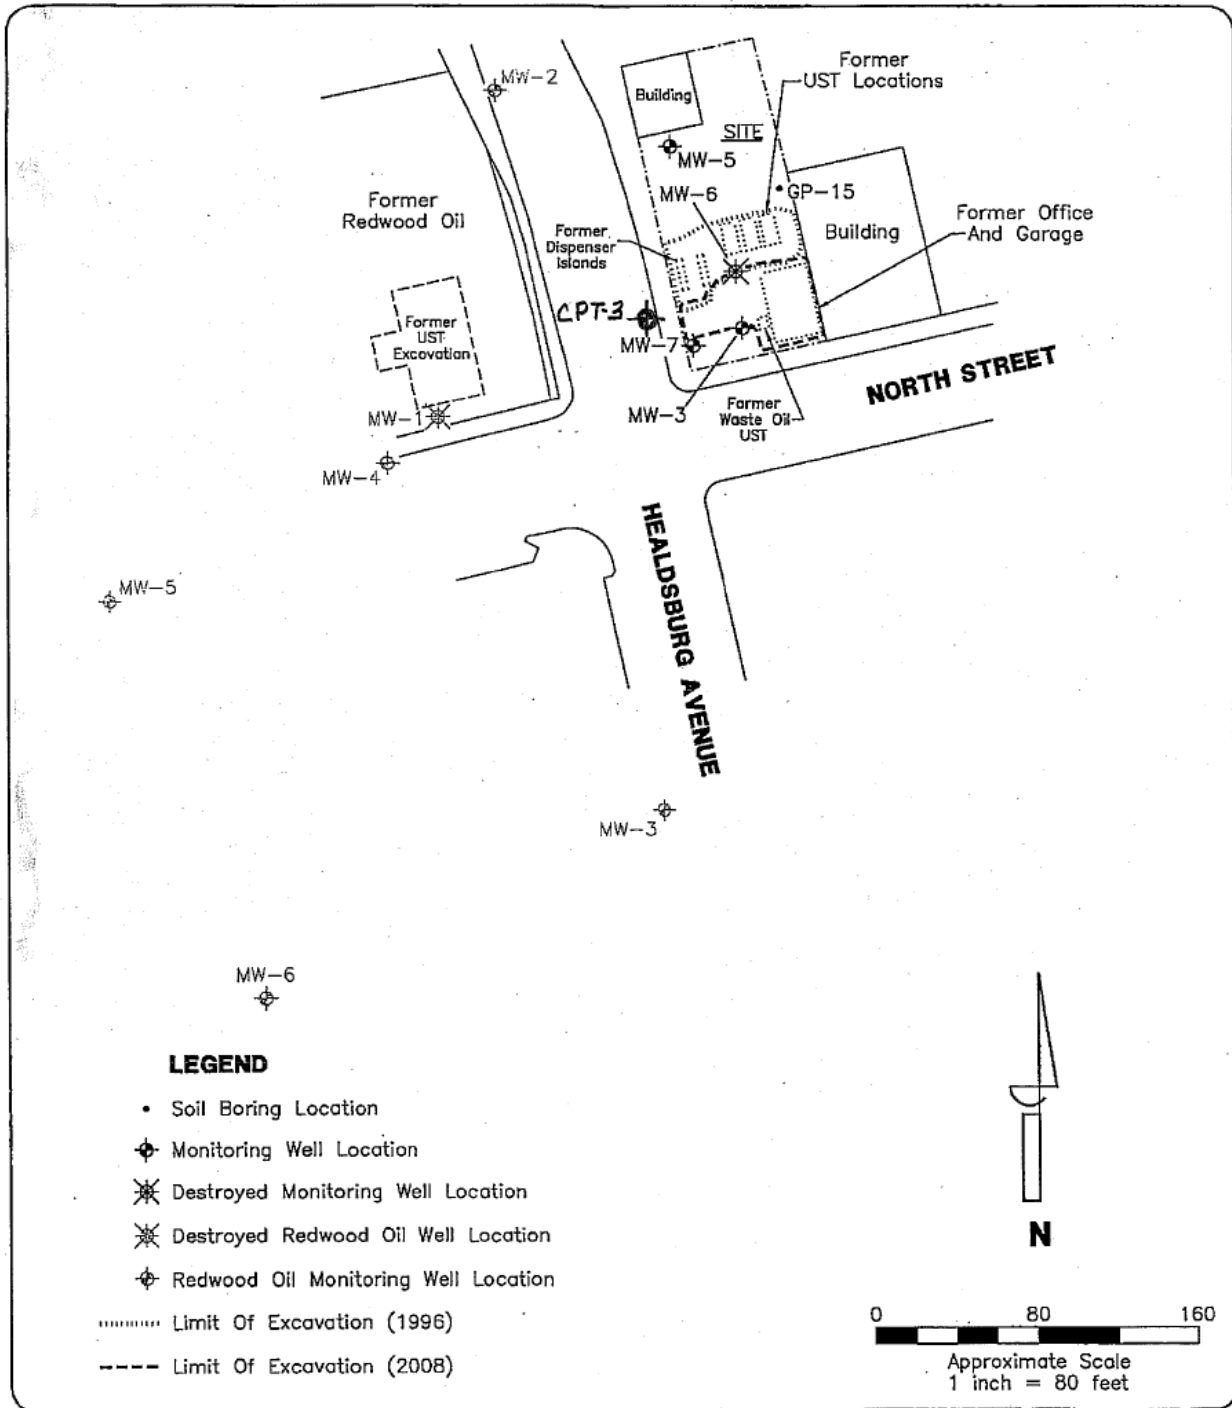 MW-2
Former
UST Locations
Building
SITE
MW-5
MW-6
GP-15
Former
Redwood Oil
Former
Dispenser
Islands
Building
Former Office
And Garage
CPT-3
Former
UST
Excavation
MW-7
NORTH STREET
MW-1
MW-3
Former
Waste Oil
UST
MW-4
HEALDSBURG AVENUE
MW-5
MW-3
MW-6
LEGEND
Soil Boring Location
Monitoring Well Location
Destroyed Monitoring Well Location
Destroyed Redwood Oil Well Location
Redwood Oil Monitoring Well Location
Limit Of Excavation (1996)
Limit Of Excavation (2008)
N
0 80 160
Approximate Scale
1 inch = 80 feet